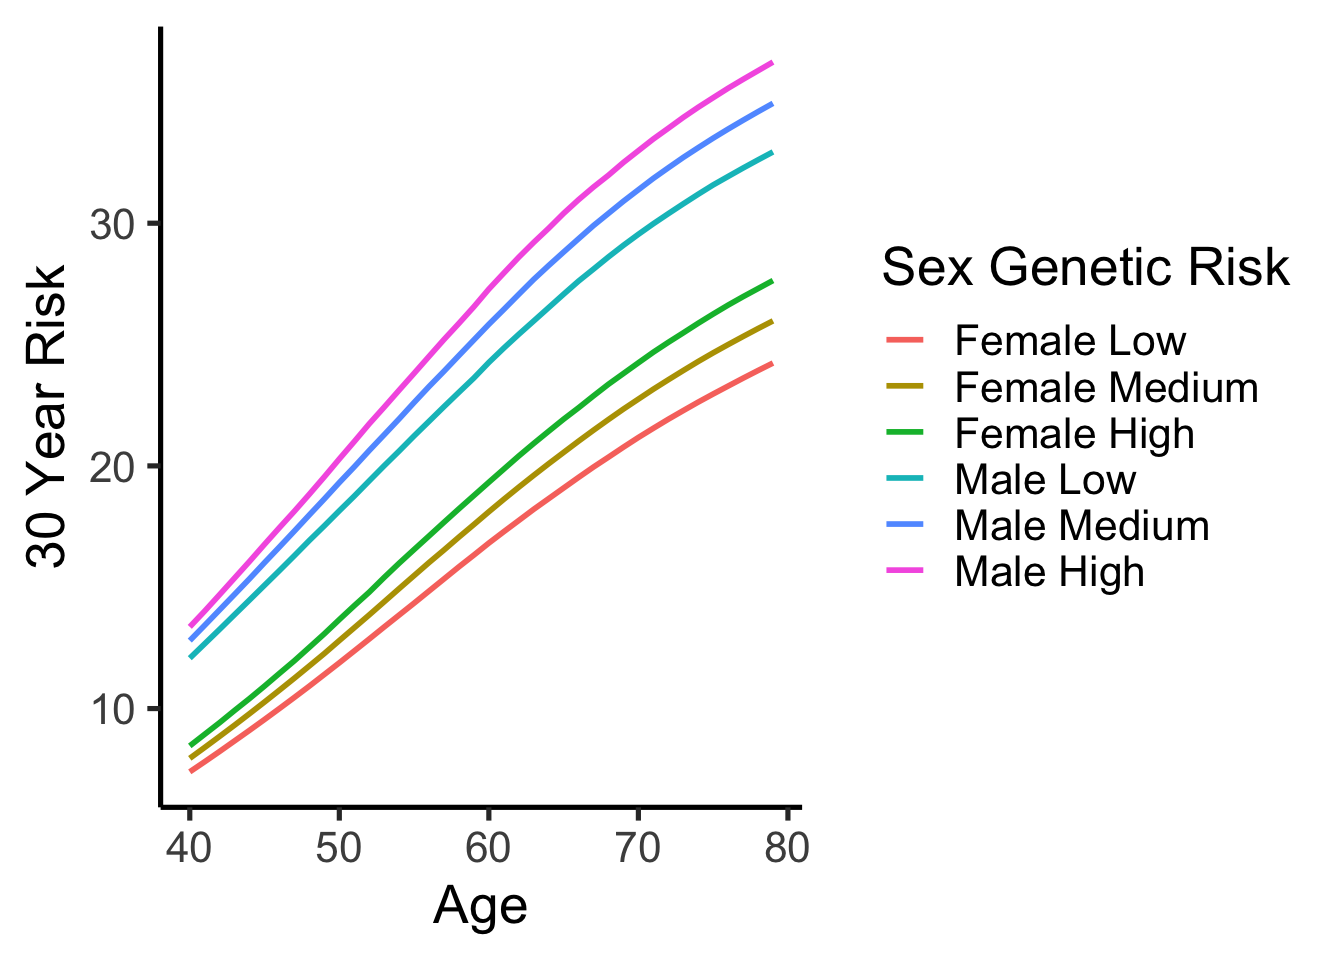 30 Year Risk
30
20
10
40 50 60 70 80
Age
Sex Genetic Risk
Female Low
Female Medium
Female High
Male Low
Male Medium
Male High